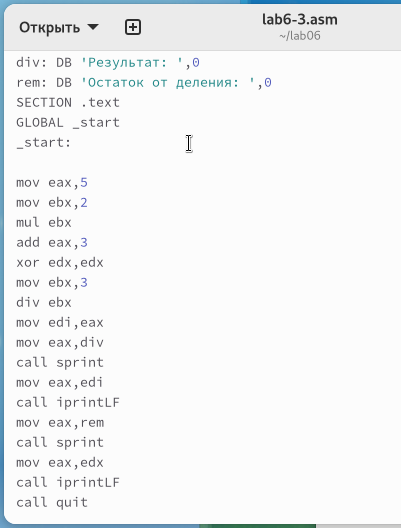 Открыть
lab6-3.asm
~/lab06
div: DB 'Результат: ',0
rem: DB 'Остаток от деления: ',0
SECTION .text
GLOBAL _start
_start:
mov eax,5
mov ebx,2
mul ebx
add eax,3
xor edx,edx
mov ebx,3
div ebx
mov edi,eax
mov eax,div
call sprint
mov eax,edi
call iprintLF
mov eax,rem
call sprint
mov eax,edx
call iprintLF
call quit